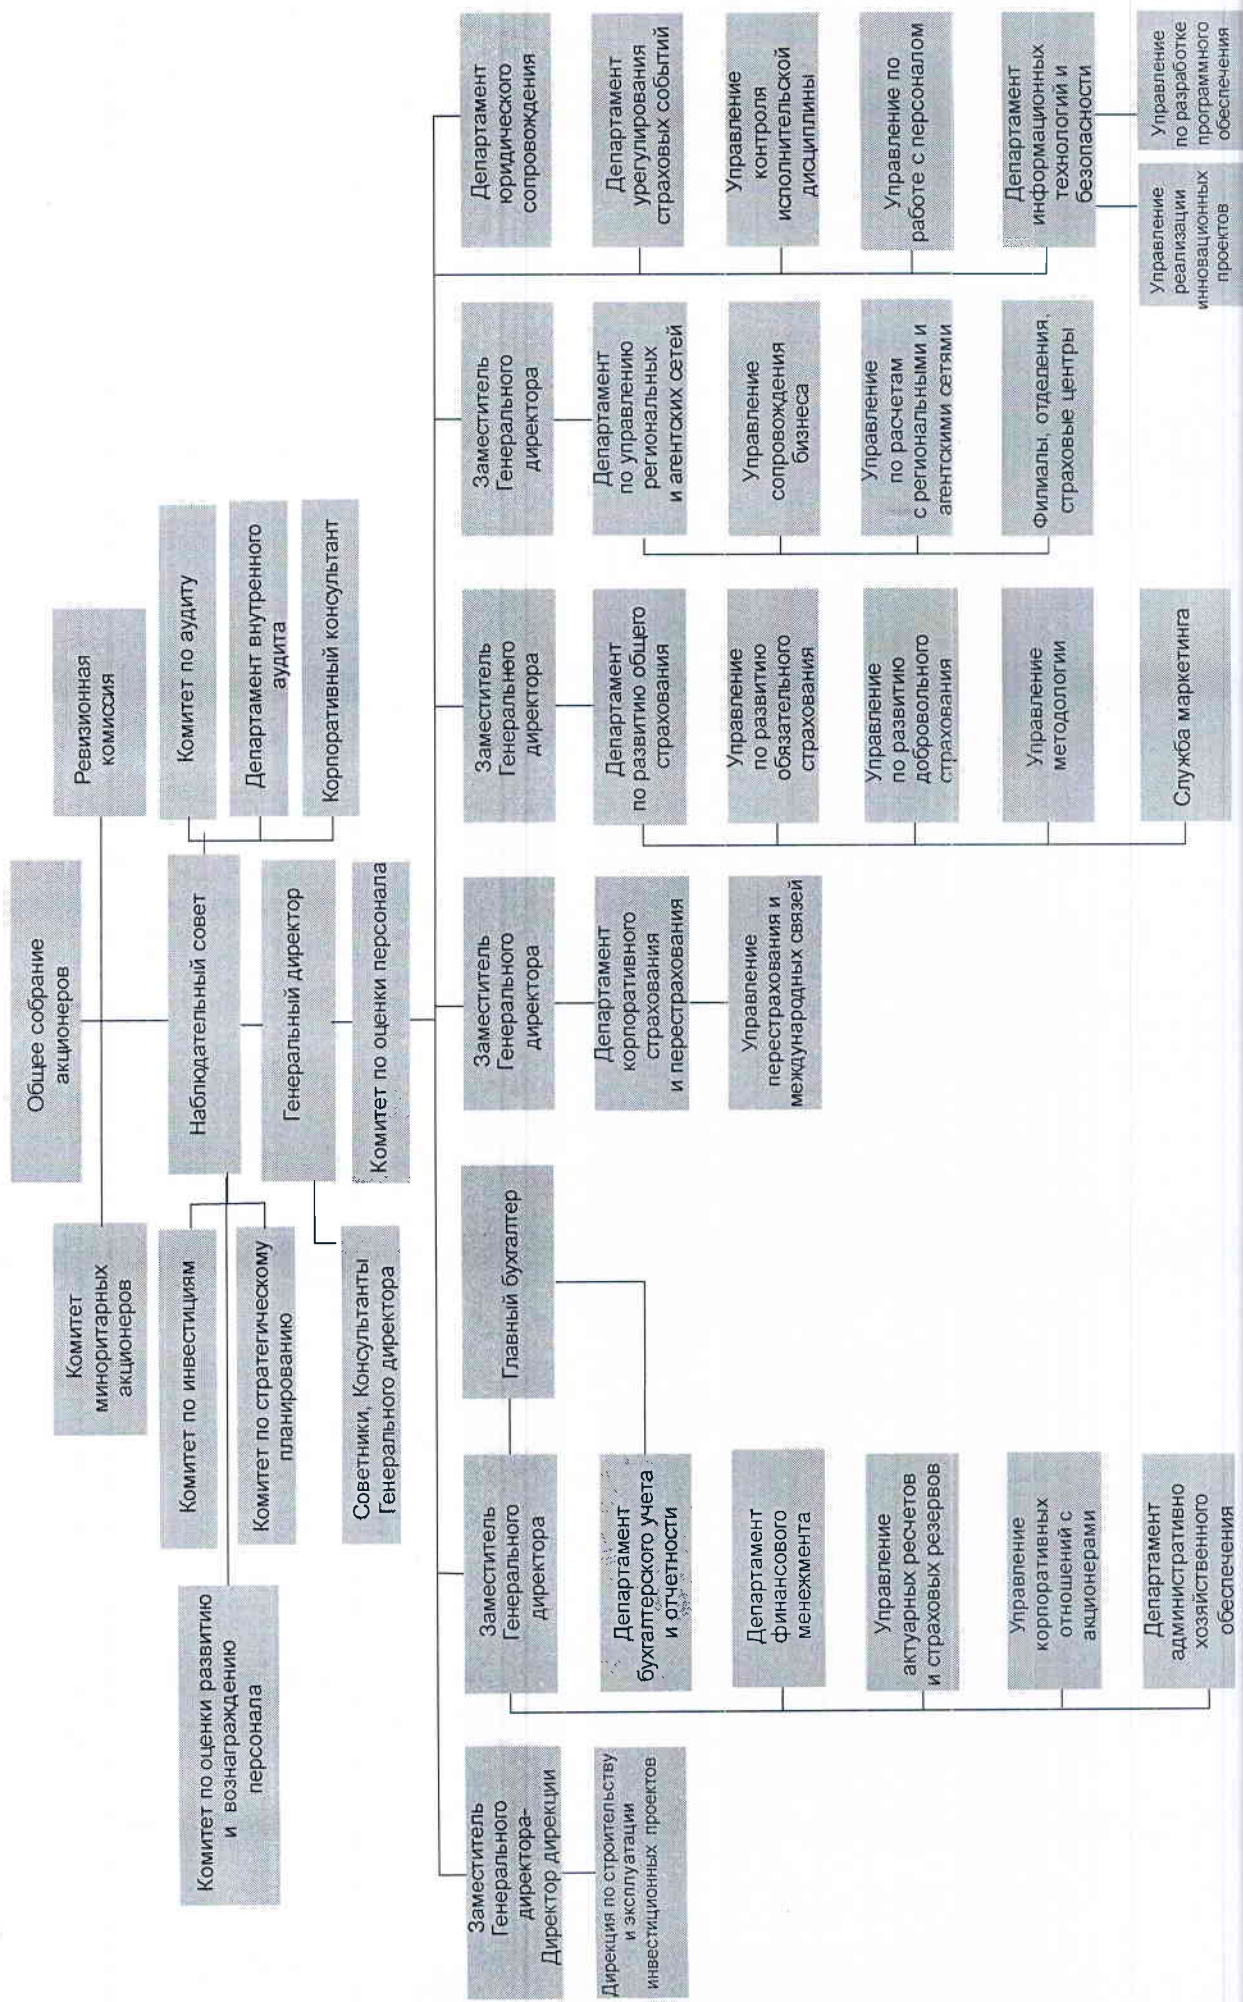 Общее собрание
акционеров
Комитет
миноритарных
акционеров
Ревизионная
комиссия
Комитет по оценки развитию
и вознаграждению
персонала
Комитет по инвестициям
Комитет по стратегическому
планированию
Наблюдательный совет
Комитет по аудиту
Департамент внутренного
аудита
Корпоративный консультант
Генеральный директор
Советники, Консультанты
Генерального директора
Комитет по оценки персонала
Заместитель
Генерального
директора-
Директор дирекции
Дирекция по строительству
и эксплуатации
инвестиционных проектов
Заместитель
Генерального
директора
Главный бухгалтер
Департамент
бухгалтерского учета
и отчетности
Департамент
финансового
менежмента
Управление
актуарных ресчетов
и страховых резервов
Управление
корпоративных
отношений с
акционерами
Департамент
административно
хозяйственного
обеспечения
Заместитель
Генерального
директора
Департамент
корпоративного
страхования
и перестрахования
Управление
перестрахования и
международных связей
Заместитель
Генерального
директора
Департамент
по развитию общего
страхования
Управление
по развитию
обязательного
страхования
Управление
по развитию
добровольного
страхования
Управление
методологии
Служба маркетинга
Заместитель
Генерального
директора
Департамент
по управлению
региональных
и агентских сетей
Управление
сопровождения
бизнеса
Управление
по расчетам
с региональными и
агентскими сетями
Филиалы, отделения,
страховые центры
Департамент
юридического
сопровождения
Департамент
урегулирования
страховых событий
Управление
контроля
исполнительской
дисциплины
Управление по
работе с персоналом
Департамент
информационных
технологий и
безопасности
Управление
реализации
инновационных
проектов
Управление
по разработке
программного
обеспечения